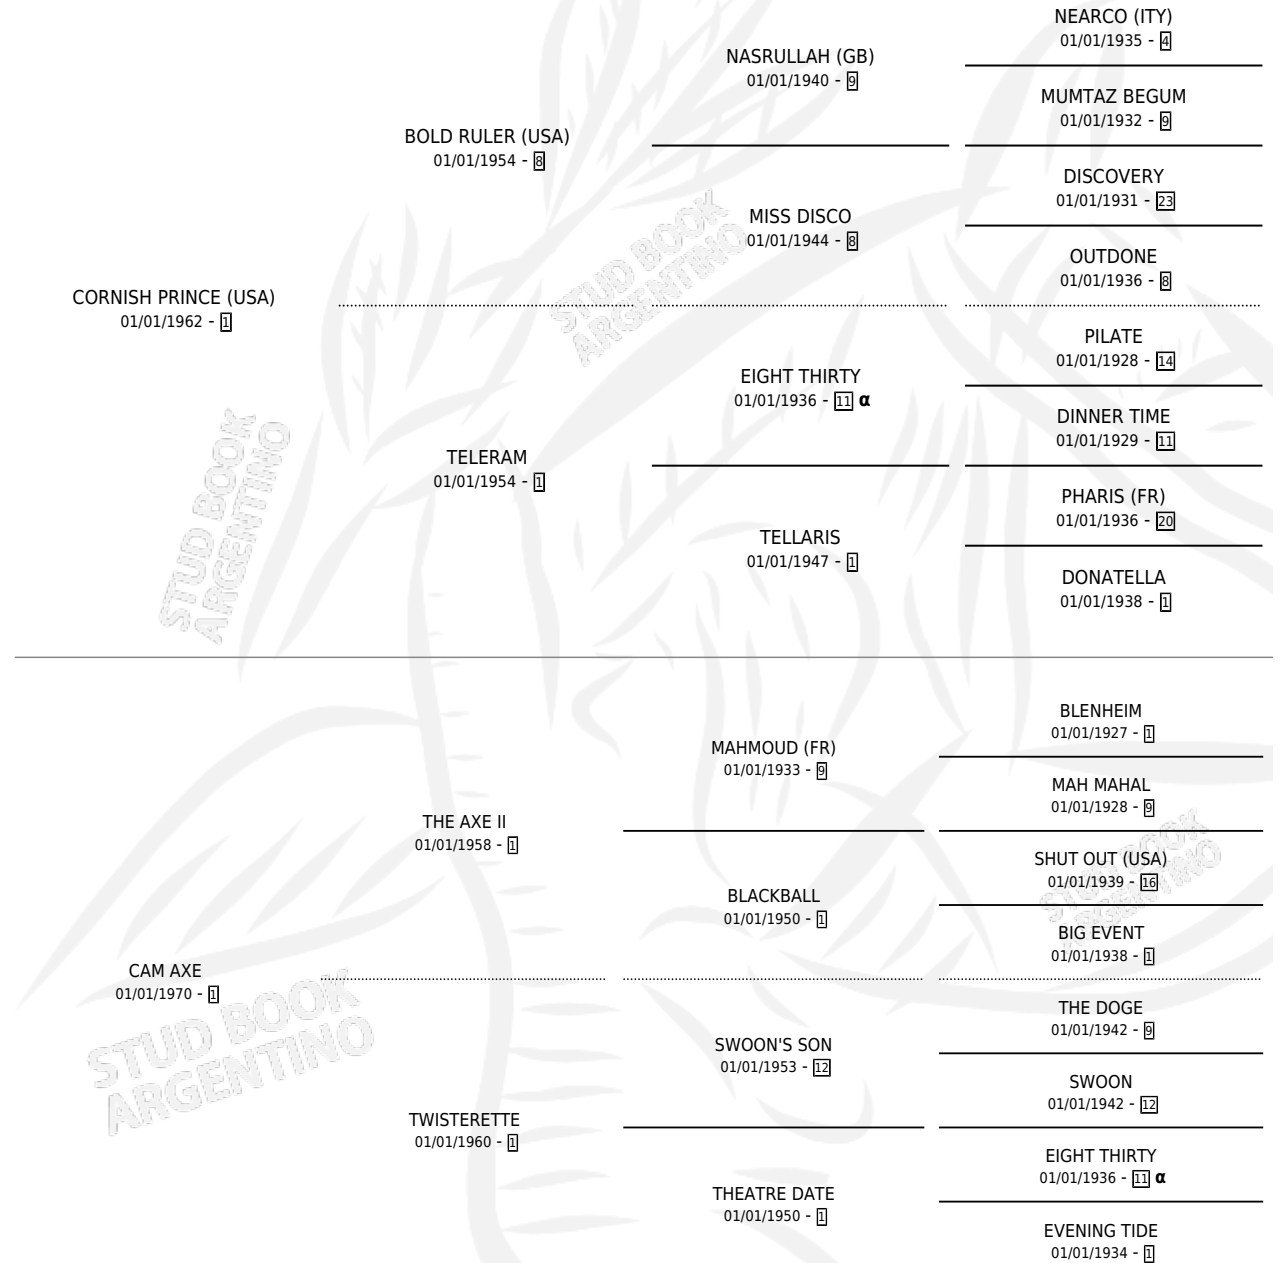 NEARCO (ITY)
01/01/1935 - 4
NASRULLAH (GB)
01/01/1940 - 9
MUMTAZ BEGUM
01/01/1932 - 9
BOLD RULER (USA)
01/01/1954 - 8
DISCOVERY
01/01/1931 - 23
MISS DISCO
01/01/1944 - 8
OUTDONE
01/01/1936 - 8
CORNISH PRINCE (USA)
01/01/1962 - 1
PILATE
01/01/1928 - 14
EIGHT THIRTY
01/01/1936 - 11 α
DINNER TIME
01/01/1929 - 11
TELERAM
01/01/1954 - 1
PHARIS (FR)
01/01/1936 - 20
TELLARIS
01/01/1947 - 1
DONATELLA
01/01/1938 - 1
BLENHEIM
01/01/1927 - 1
MAHMOUD (FR)
01/01/1933 - 9
MAH MAHAL
01/01/1928 - 9
THE AXE II
01/01/1958 - 1
SHUT OUT (USA)
01/01/1939 - 16
BLACKBALL
01/01/1950 - 1
BIG EVENT
01/01/1938 - 1
CAM AXE
01/01/1970 - 1
THE DOGE
01/01/1942 - 9
SWOON'S SON
01/01/1953 - 12
SWOON
01/01/1942 - 12
TWISTERETTE
01/01/1960 - 1
EIGHT THIRTY
01/01/1936 - 11 α
THEATRE DATE
01/01/1950 - 1
EVENING TIDE
01/01/1934 - 1
STUD BOOK
ARGENTINO
STUD BOOK
ARGENTINO
STUD BOOK
ARGENTINO
STUD BOOK
ARGENTINO